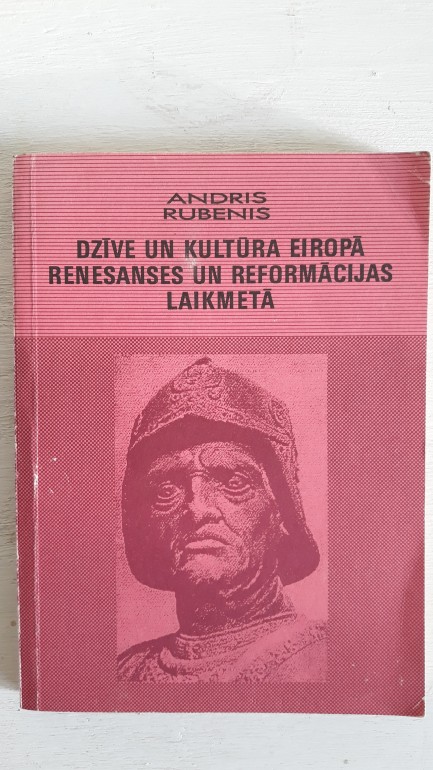 ANDRIS
RUBENIS
DZĪVE UN KULTŪRA EIROPĀ
RENESANSES UN REFORMĀCIJAS
LAIKMETĀ